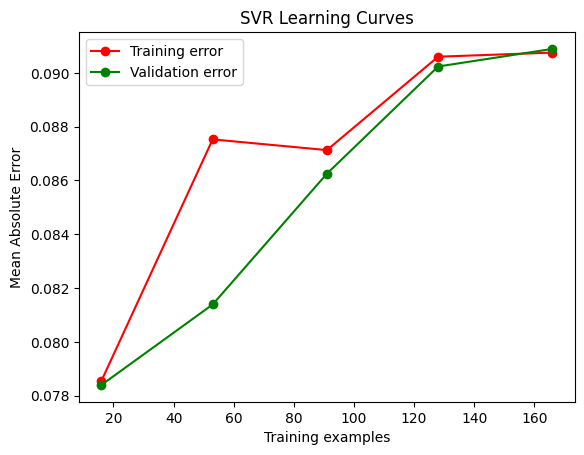 SVR Learning Curves
Training error
Validation error
0.090
0.088
0.086
0.084
0.082
0.080
0.078
Mean Absolute Error
20 40 60 80 100 120 140 160
Training examples